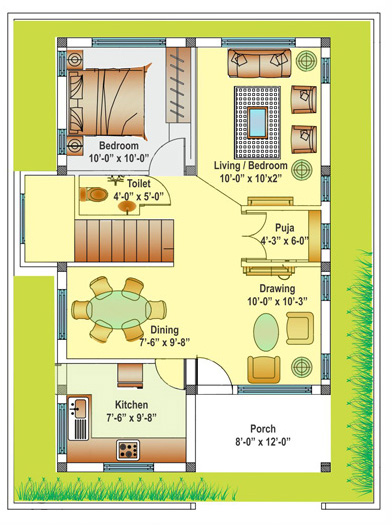 Bedroom
10'-0" x 10'-0"
Living / Bedroom
10'-0" x 10'x2"
Toilet
4'-0" x 5'-0"
Puja
4'-3" x 6-0"
Drawing
10'-0" x 10'-3"
Dining
7'-6" x 9'-8"
Kitchen
7'-6" x 9'-8"
Porch
8'-0" x 12'-0"